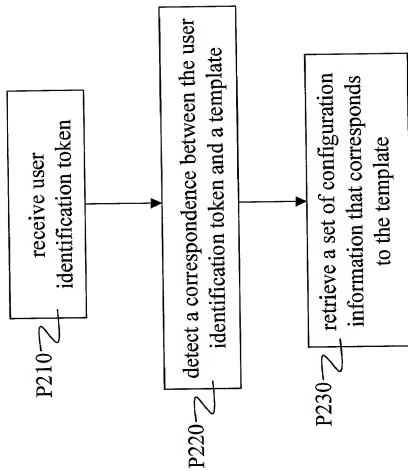 P210
receive user
identification token
P220
detect a correspondence between the user
identification token and a template
P230
retrieve a set of configuration
information that corresponds
to the template